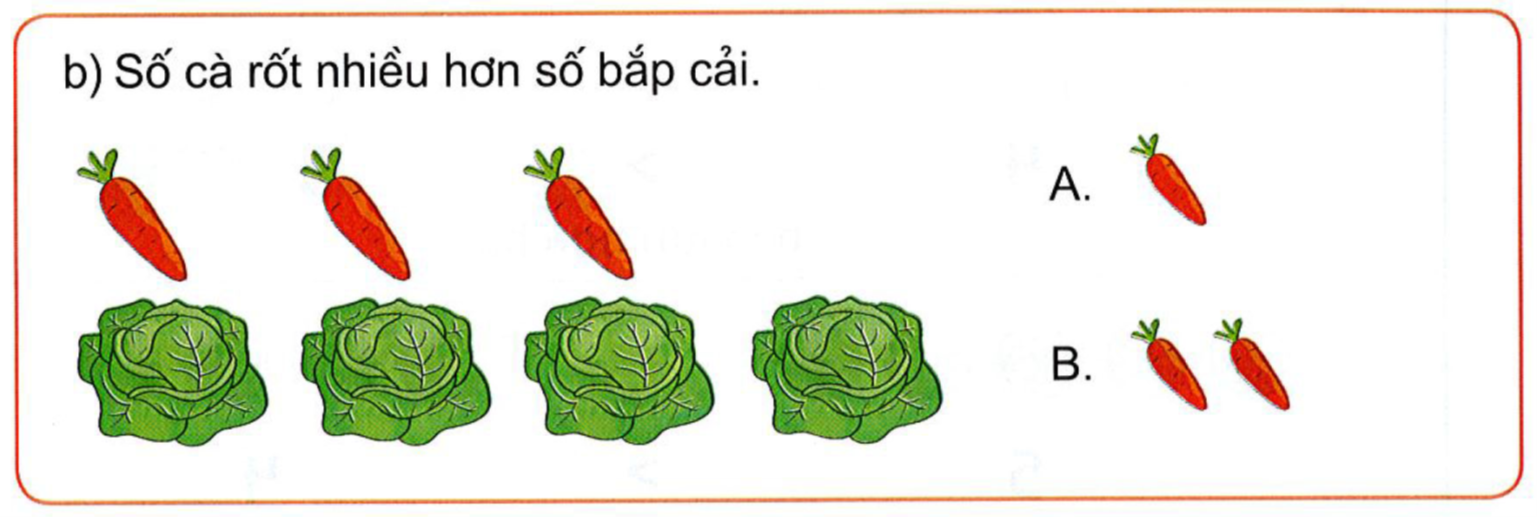 b) Số cà rốt nhiều hơn số bắp cải.
A.
B.